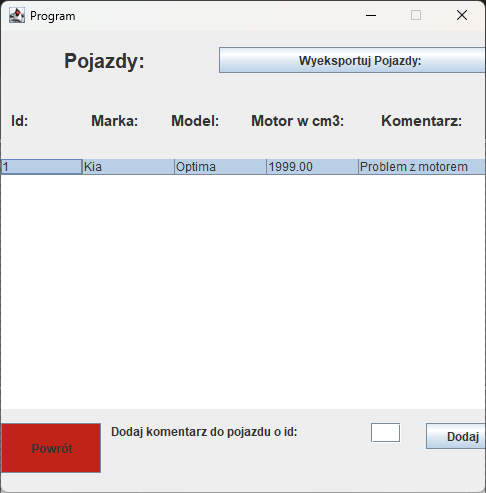 Program
Pojazdy:
Wyeksportuj Pojazdy:
Id: Marka: Model: Motor w cm3: Komentarz:
1 Kia Optima 1999.00 Problem z motorem
Powrót
Dodaj komentarz do pojazdu o id:
Dodaj